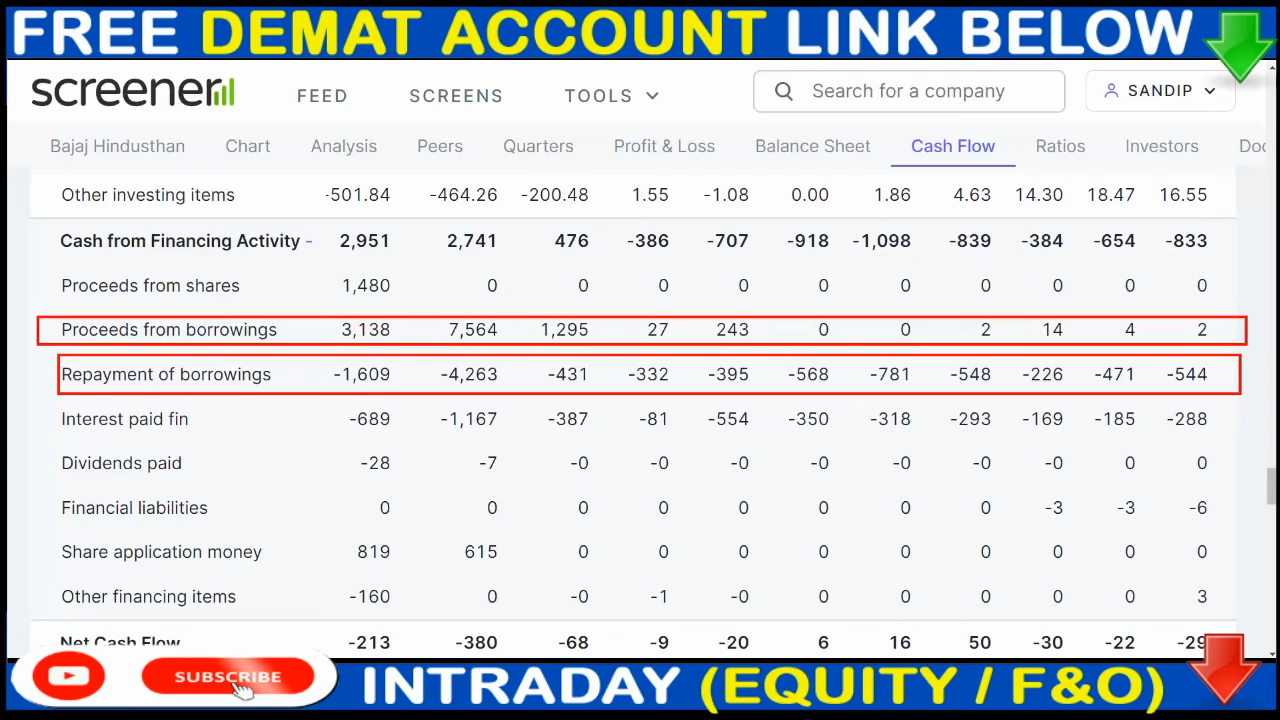 FREE DEMAT ACCOUNT LINK BELOW
screener FEED SCREENS TOOLS Search for a company SANDIP
Bajaj Hindusthan Chart Analysis Peers Quarters Profit & Loss Balance Sheet Cash Flow Ratios Investors Doc
Other investing items -501.84 -464.26 -200.48 1.55 -1.08 0.00 1.86 4.63 14.30 18.47 16.55
Cash from Financing Activity - 2,951 2,741 476 -386 -707 -918 -1,098 -839 -384 -654 -833
Proceeds from shares 1,480 0 0 0 0 0 0 0 0 0 0
Proceeds from borrowings 3,138 7,564 1,295 27 243 0 0 2 14 4 2
Repayment of borrowings -1,609 -4,263 -431 -332 -395 -568 -781 -548 -226 -471 -544
Interest paid fin -689 -1,167 -387 -81 -554 -350 -318 -293 -169 -185 -288
Dividends paid -28 -7 -0 -0 -0 -0 -0 -0 -0 0 0
Financial liabilities 0 0 0 0 0 0 0 0 -3 -3 -6
Share application money 819 615 0 0 0 0 0 0 0 0 0
Other financing items -160 0 -0 -1 -0 0 0 0 0 0 3
Net Cash Flow -213 -380 -68 -9 -20 6 16 50 -30 -22 -29
SUBSCRIBE INTRADAY (EQUITY / F&O)